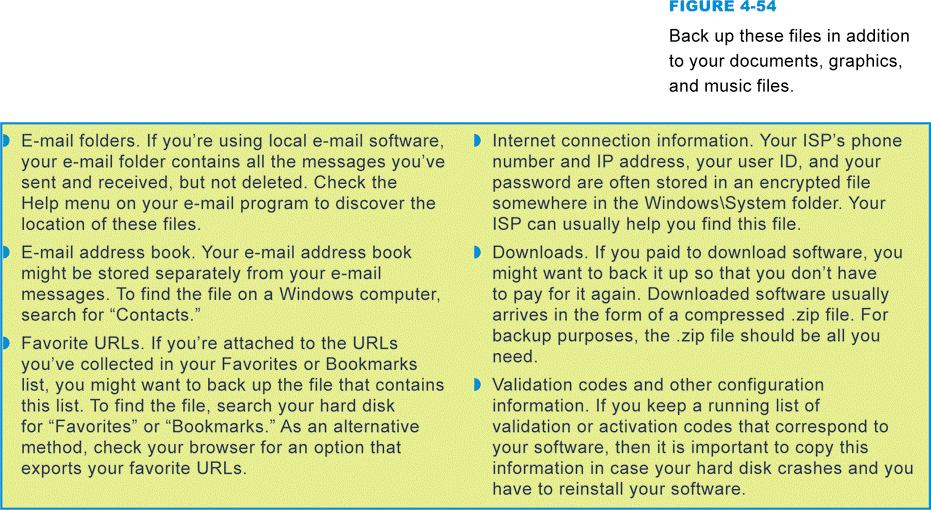 FIGURE 4-54
Back up these files in addition
to your documents, graphics,
and music files.
E-mail folders. If you’re using local e-mail software,
your e-mail folder contains all the messages you’ve
sent and received, but not deleted. Check the
Help menu on your e-mail program to discover the
location of these files.
E-mail address book. Your e-mail address book
might be stored separately from your e-mail
messages. To find the file on a Windows computer,
search for “Contacts.”
Favorite URLs. If you’re attached to the URLs
you’ve collected in your Favorites or Bookmarks
list, you might want to back up the file that contains
this list. To find the file, search your hard disk
for “Favorites” or “Bookmarks.” As an alternative
method, check your browser for an option that
exports your favorite URLs.
Internet connection information. Your ISP’s phone
number and IP address, your user ID, and your
password are often stored in an encrypted file
somewhere in the Windows\System folder. Your
ISP can usually help you find this file.
Downloads. If you paid to download software, you
might want to back it up so that you don’t have
to pay for it again. Downloaded software usually
arrives in the form of a compressed .zip file. For
backup purposes, the .zip file should be all you
need.
Validation codes and other configuration
information. If you keep a running list of
validation or activation codes that correspond to
your software, then it is important to copy this
information in case your hard disk crashes and you
have to reinstall your software.